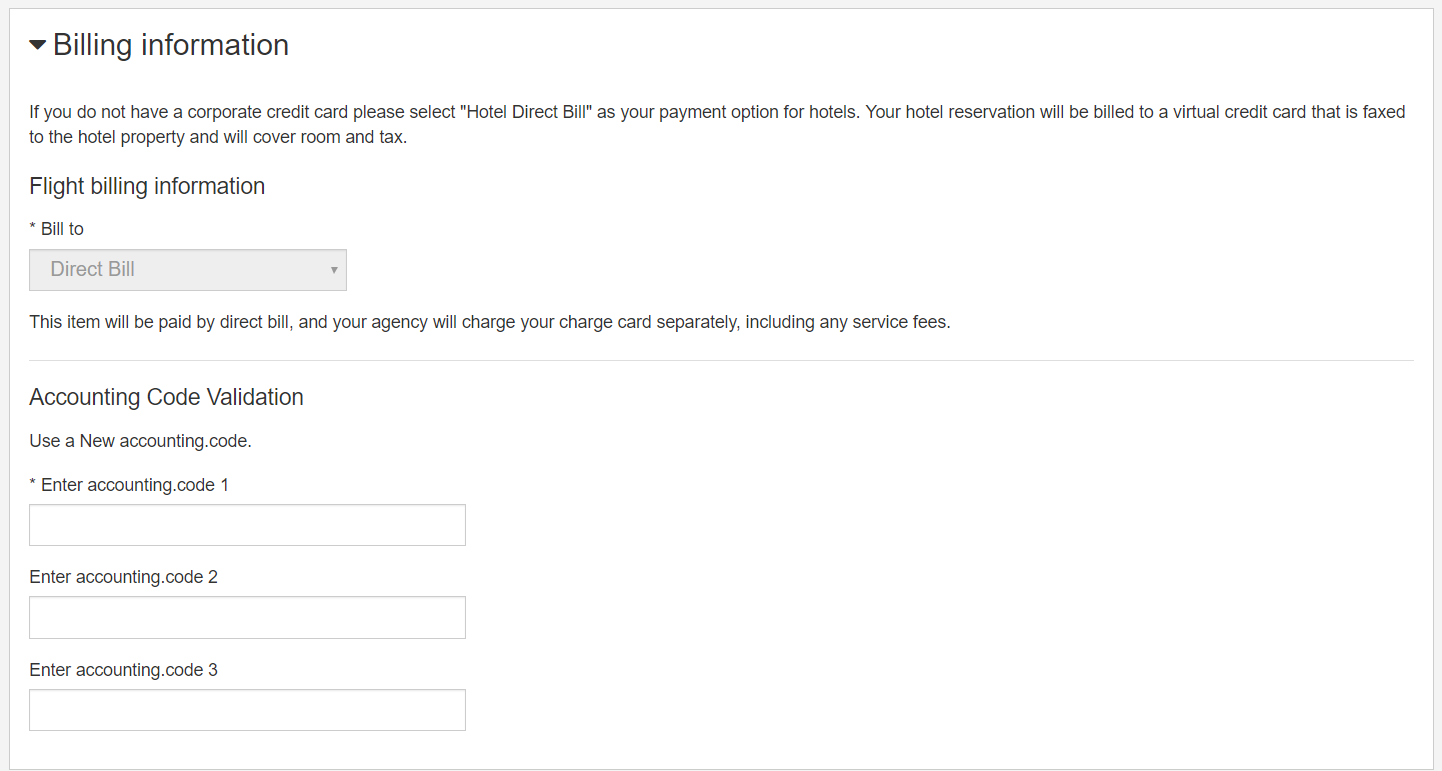 Billing information
If you do not have a corporate credit card please select "Hotel Direct Bill" as your payment option for hotels. Your hotel reservation will be billed to a virtual credit card that is faxed
to the hotel property and will cover room and tax.
Flight billing information
* Bill to
Direct Bill
This item will be paid by direct bill, and your agency will charge your charge card separately, including any service fees.
Accounting Code Validation
Use a New accounting.code.
* Enter accounting.code 1
Enter accounting.code 2
Enter accounting.code 3